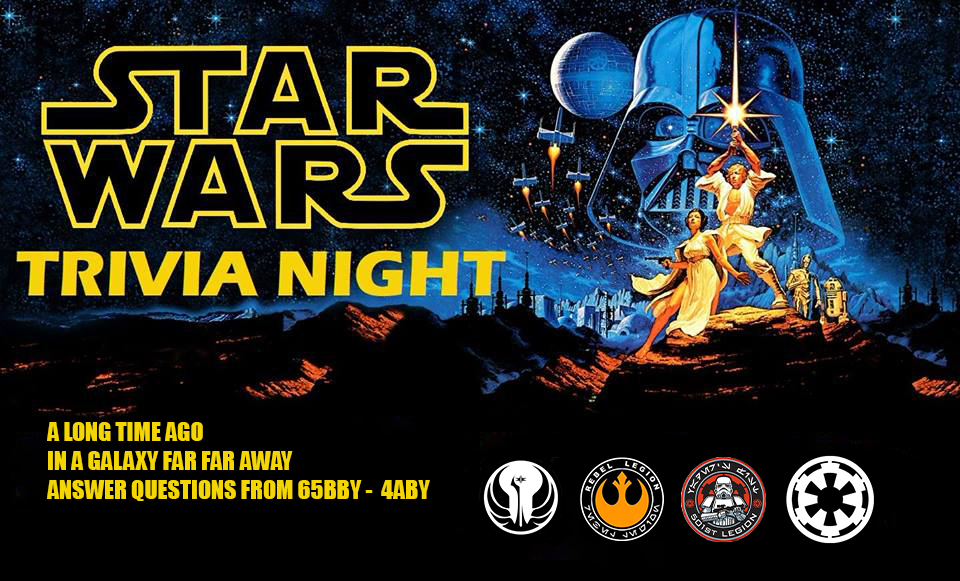 STAR
WARS
TRIVIA NIGHT
A LONG TIME AGO
IN A GALAXY FAR FAR AWAY
ANSWER QUESTIONS FROM 65BBY - 4ABY
REBEL LEGION
501ST LEGION